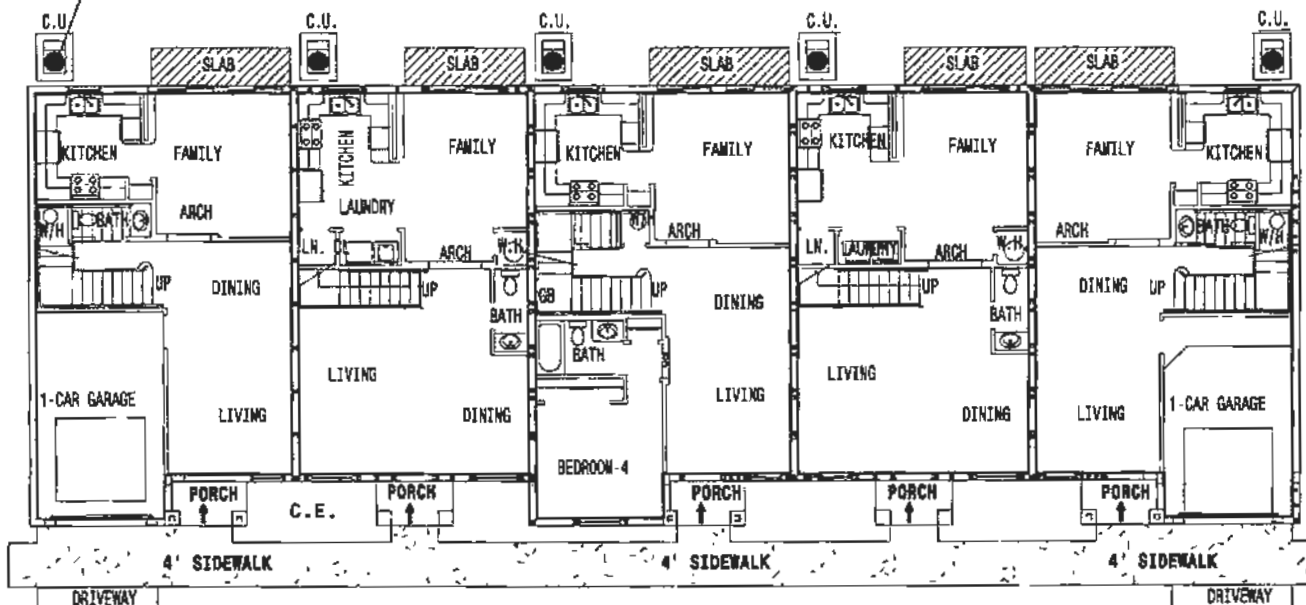 C.U. C.U. C.U. C.U. C.U.
SLAB SLAB SLAB SLAB SLAB
KITCHEN FAMILY KITCHEN FAMILY KITCHEN FAMILY KITCHEN FAMILY FAMILY KITCHEN
LAUNDRY
W/H BATH ARCH LN. ARCH W/H W/H ARCH LN. LAUNDRY ARCH W/H ARCH BATH W/H
UP DINING UP GB UP DINING UP DINING UP
BATH BATH BATH
LIVING LIVING
1-CAR GARAGE LIVING DINING LIVING DINING LIVING 1-CAR GARAGE
BEDROOM-4
PORCH PORCH PORCH PORCH PORCH
C.E.
4' SIDEWALK 4' SIDEWALK 4' SIDEWALK
DRIVEWAY DRIVEWAY